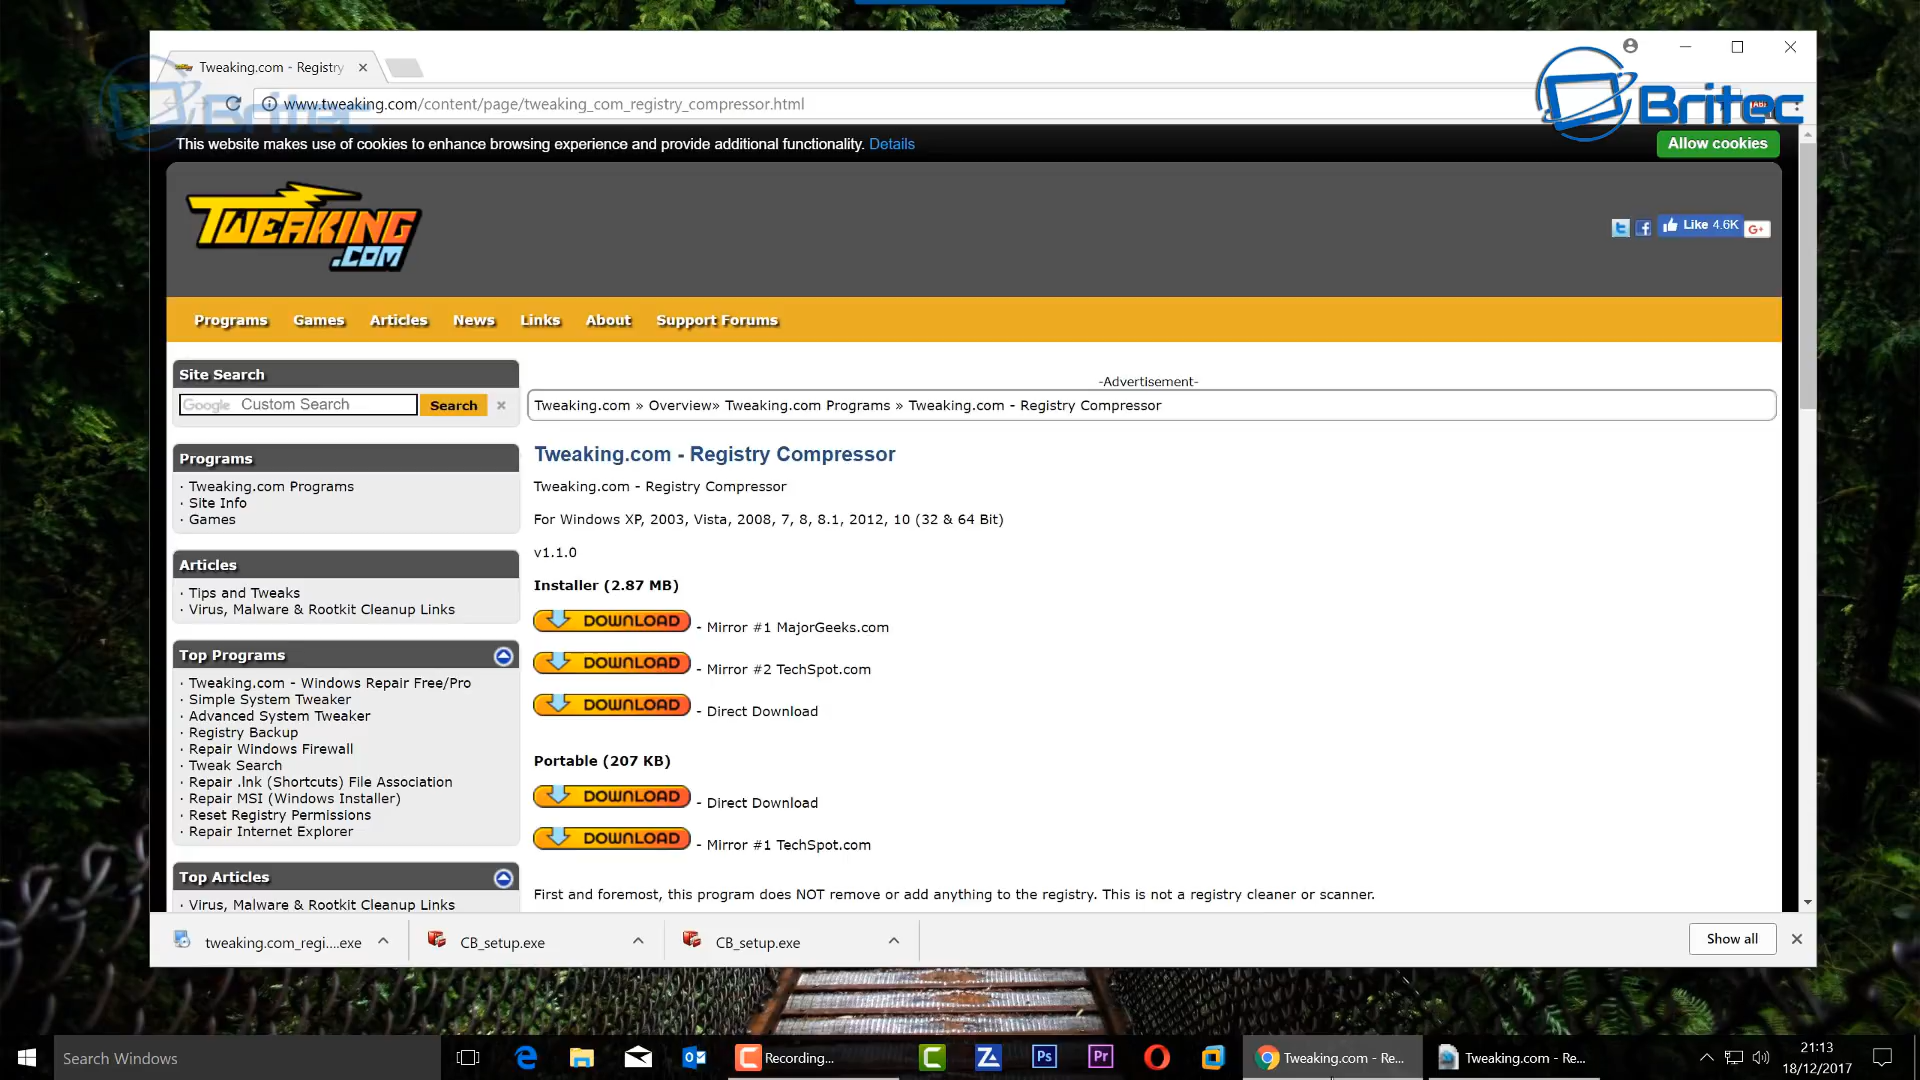 Tweaking.com - Registry
www.tweaking.com/content/page/tweaking_com_registry_compressor.html
Britec
Britec
This website makes use of cookies to enhance browsing experience and provide additional functionality. Details
Allow cookies
TWEAKING
.COM
Like 4.6K
G+
Programs Games Articles News Links About Support Forums
Site Search
Google Custom Search
Search
-Advertisement-
Tweaking.com » Overview» Tweaking.com Programs » Tweaking.com - Registry Compressor
Programs
· Tweaking.com Programs
· Site Info
· Games
Articles
· Tips and Tweaks
· Virus, Malware & Rootkit Cleanup Links
Top Programs
· Tweaking.com - Windows Repair Free/Pro
· Simple System Tweaker
· Advanced System Tweaker
· Registry Backup
· Repair Windows Firewall
· Tweak Search
· Repair .lnk (Shortcuts) File Association
· Repair MSI (Windows Installer)
· Reset Registry Permissions
· Repair Internet Explorer
Top Articles
· Virus, Malware & Rootkit Cleanup Links
Tweaking.com - Registry Compressor
Tweaking.com - Registry Compressor
For Windows XP, 2003, Vista, 2008, 7, 8, 8.1, 2012, 10 (32 & 64 Bit)
v1.1.0
Installer (2.87 MB)
DOWNLOAD - Mirror #1 MajorGeeks.com
DOWNLOAD - Mirror #2 TechSpot.com
DOWNLOAD - Direct Download
Portable (207 KB)
DOWNLOAD - Direct Download
DOWNLOAD - Mirror #1 TechSpot.com
First and foremost, this program does NOT remove or add anything to the registry. This is not a registry cleaner or scanner.
tweaking.com_regi....exe
CB_setup.exe
CB_setup.exe
Show all
Search Windows
Recording...
Ps
Pr
Tweaking.com - Re...
Tweaking.com - Re...
21:13
18/12/2017